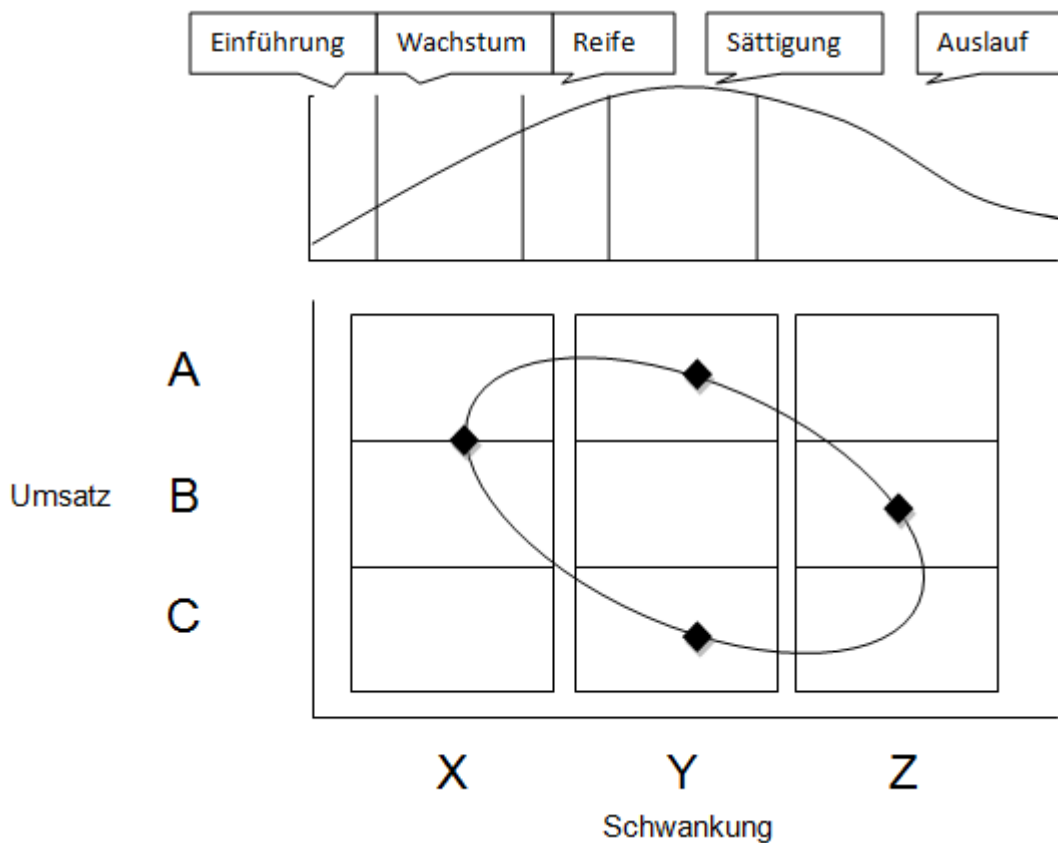 Einführung
Wachstum
Reife
Sättigung
Auslauf
A
Umsatz
B
C
X
Y
Z
Schwankung